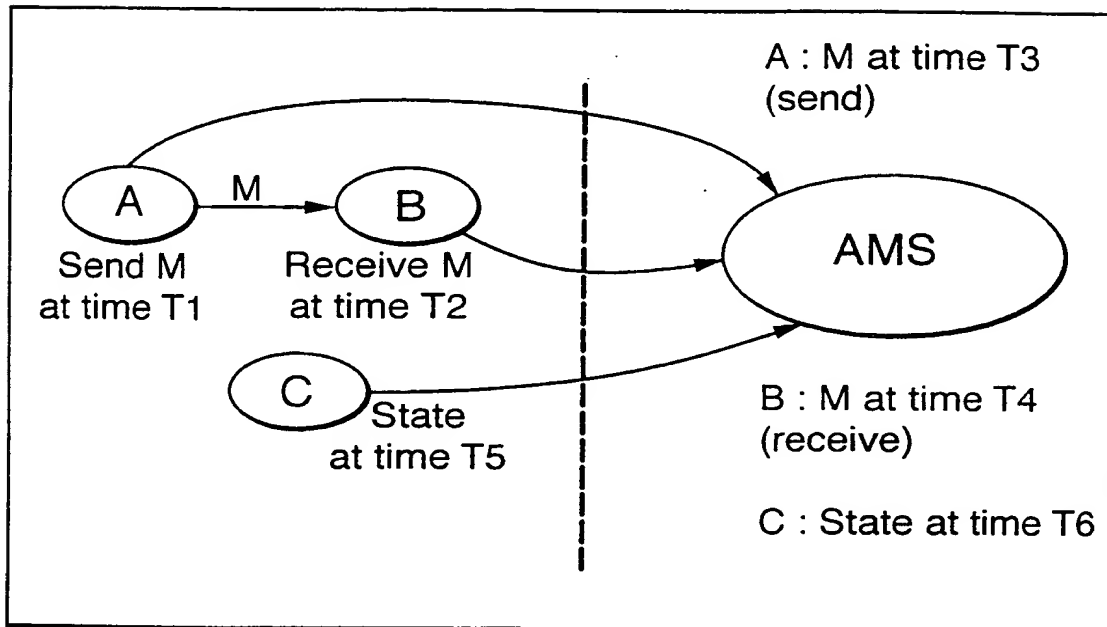 A : M at time T3
(send)
A
M
B
AMS
Send M
at time T1
Receive M
at time T2
C
State
at time T5
B : M at time T4
(receive)
C : State at time T6